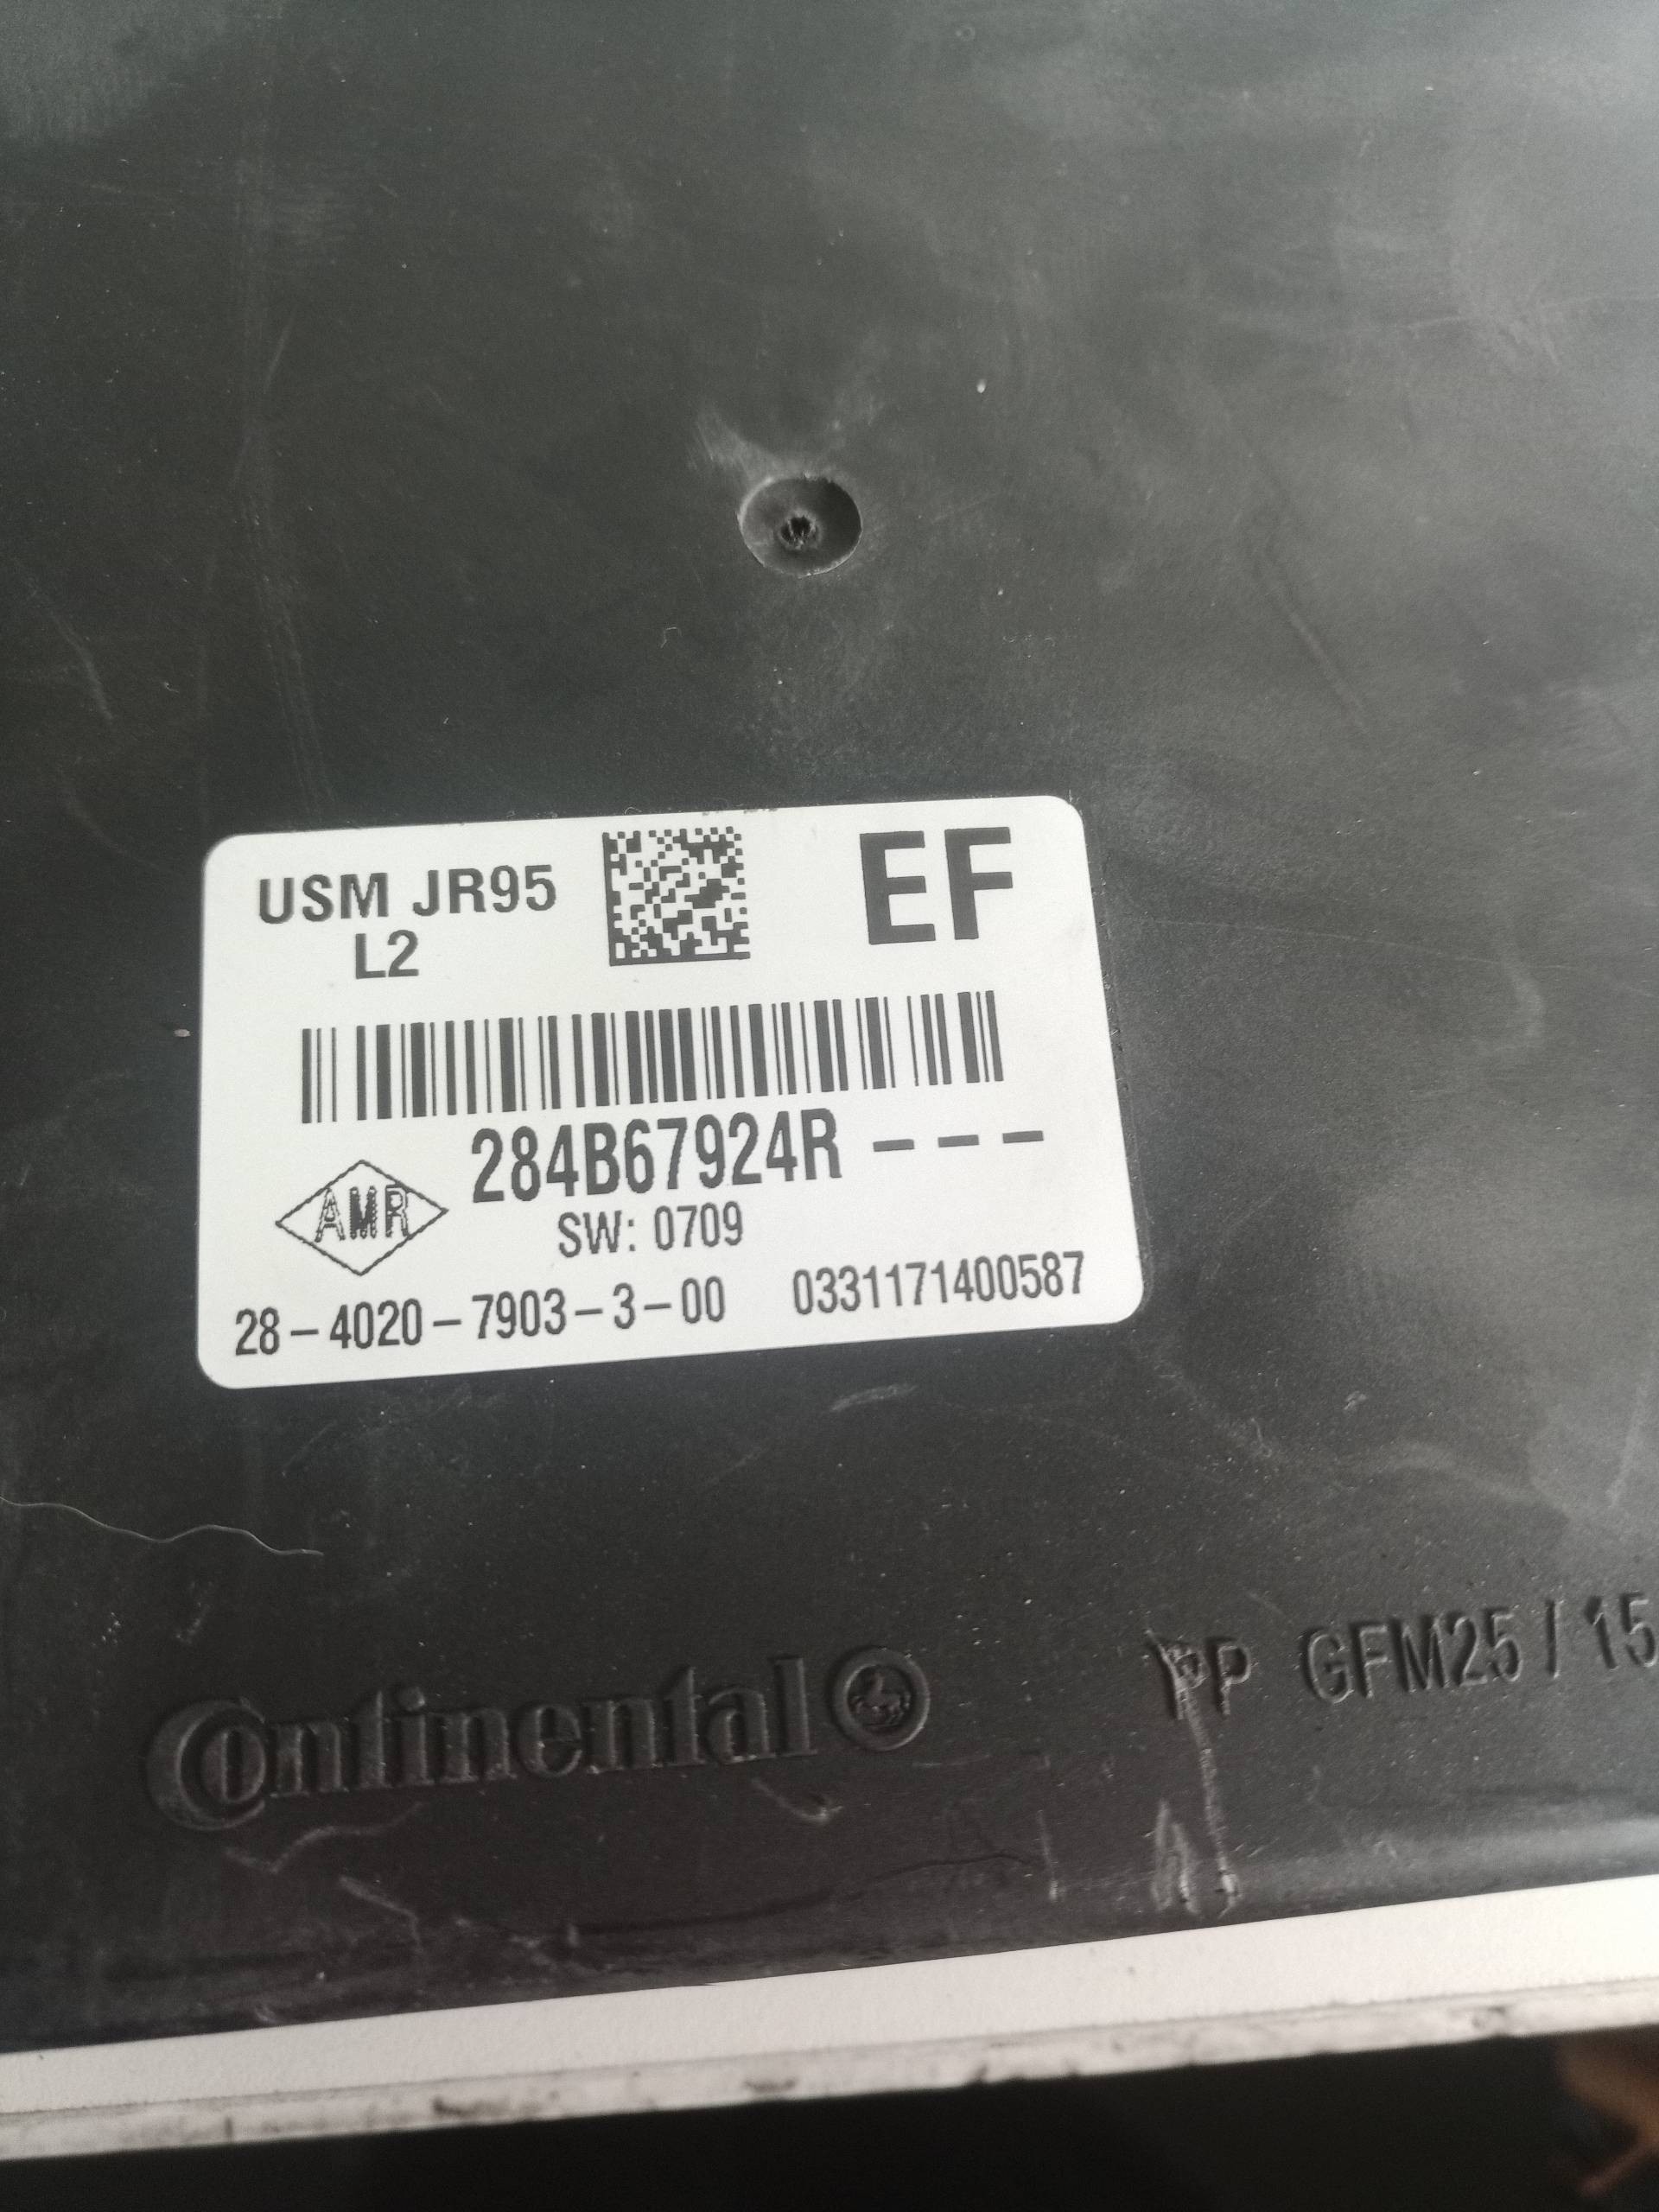 USM JR95
L2
EF
284B67924R---
AMR
SW: 0709
28-4020-7903-3-00 0331171400587
Continental
PP GFM25/15